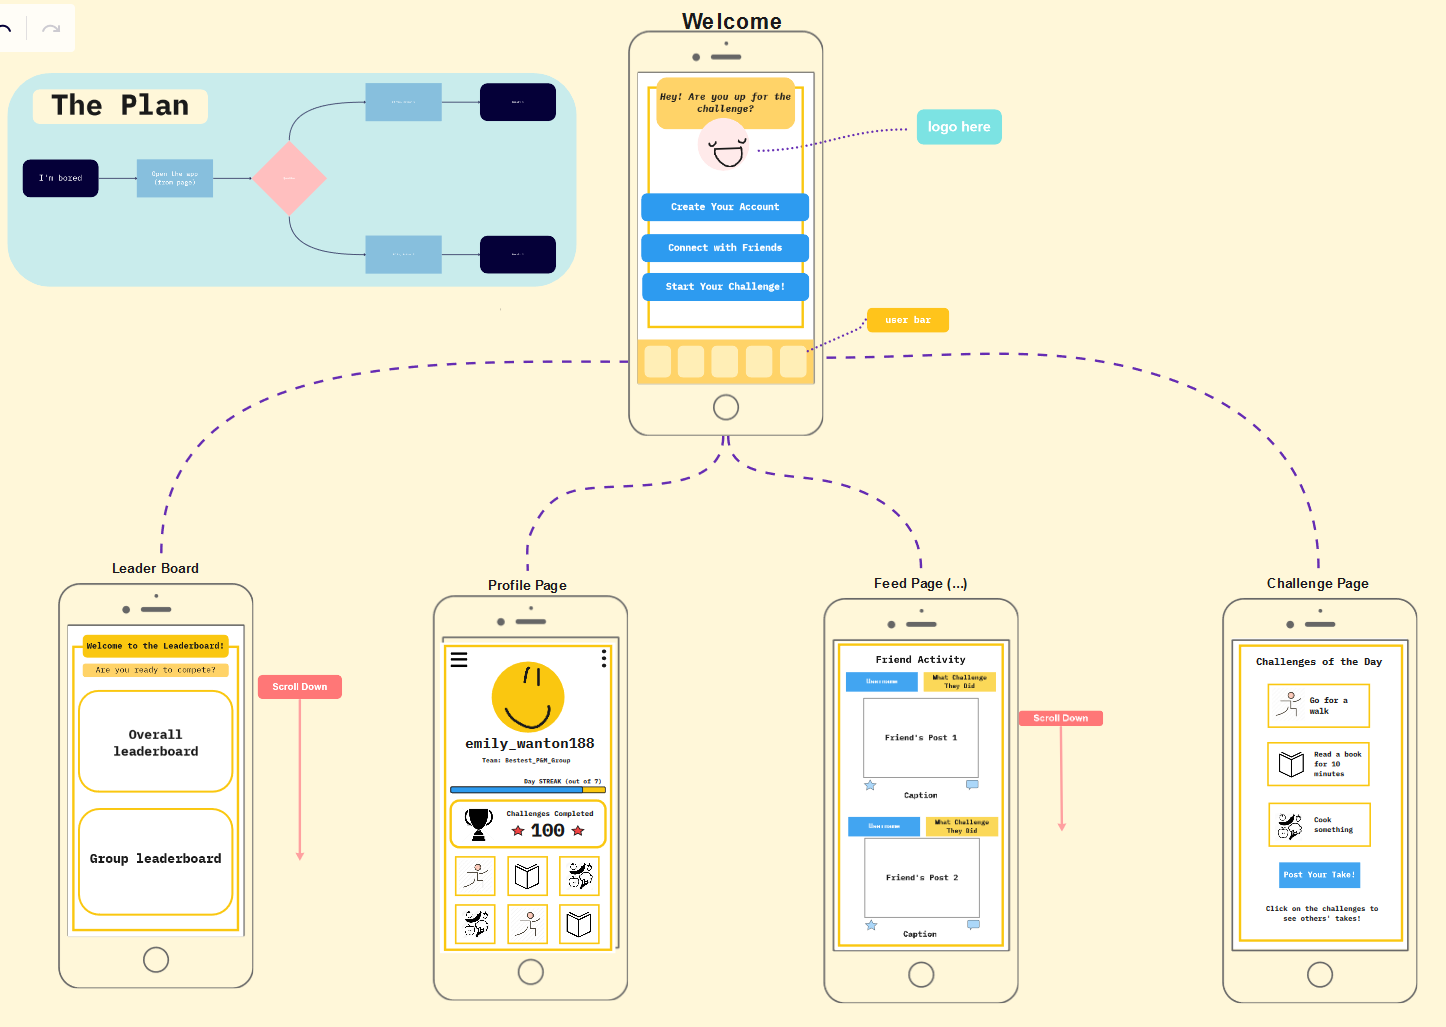 Welcome
The Plan
I'm bored
Open the app
(from page)
Hey! Are you up for the
challenge?
logo here
Create Your Account
Connect with Friends
Start Your Challenge!
user bar
Leader Board
Welcome to the Leaderboard!
Are you ready to compete?
Overall
leaderboard
Group leaderboard
Scroll Down
Profile Page
emily_wanton188
Team: Bestest_P&M_Group
Day STREAK (out of 7)
Challenges Completed
100
Feed Page (...)
Friend Activity
Username
What Challenge
They Did
Friend's Post 1
Caption
Username
What Challenge
They Did
Friend's Post 2
Caption
Scroll Down
Challenge Page
Challenges of the Day
Go for a
walk
Read a book
for 10
minutes
Cook
something
Post Your Take!
Click on the challenges to
see others' takes!